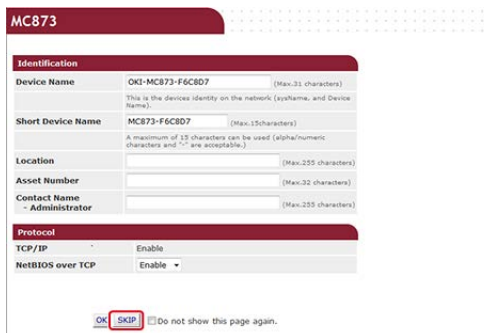 MC873
Identification
Device Name OKI-MC873-F6C8D7 (Max.31 characters)
This is the devices identity on the network (sysName, and Device
Name).
Short Device Name MC873-F6C8D7 (Max.15characters)
A maximum of 15 characters can be used (alpha/numeric
characters and "-" are acceptable.)
Location (Max.255 characters)
Asset Number (Max.32 characters)
Contact Name
- Administrator (Max.255 characters)
Protocol
TCP/IP Enable
NetBIOS over TCP Enable
OK SKIP Do not show this page again.